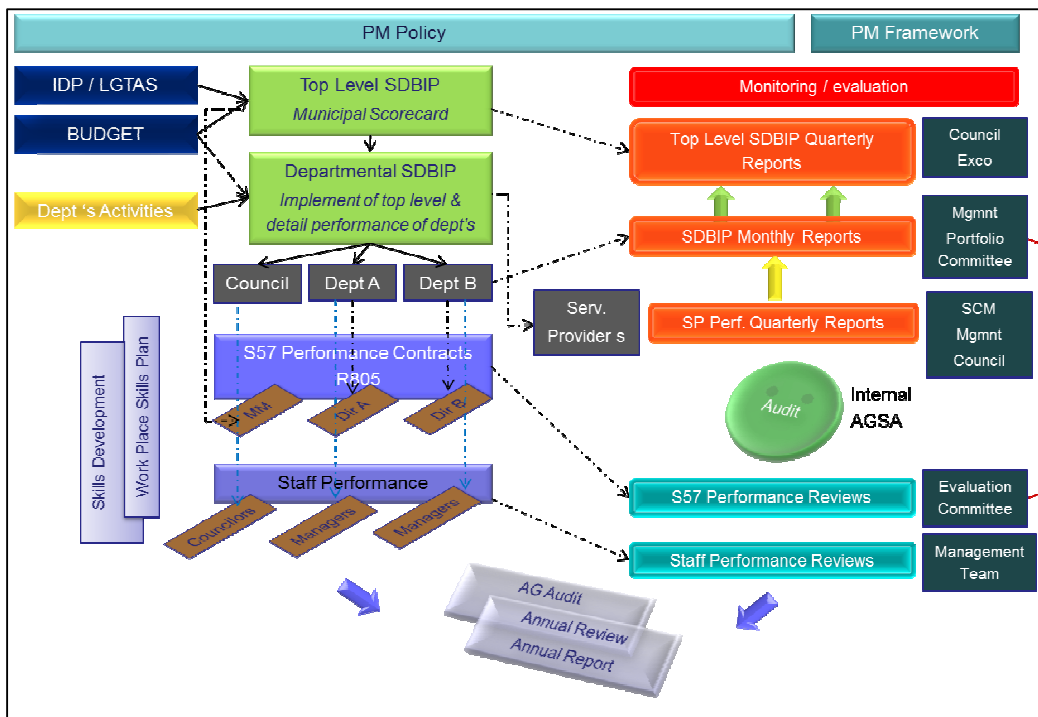 PM Policy
PM Framework
IDP / LGTAS
BUDGET
Dept 's Activities
Top Level SDBIP
Municipal Scorecard
Departmental SDBIP
Implement of top level &
detail performance of dept's
Council
Dept A
Dept B
Serv.
Provider s
S57 Performance Contracts
R805
MM
Dir A
Dir B
Skills Development
Work Place Skills Plan
Staff Performance
Councilors
Managers
Managers
Monitoring / evaluation
Top Level SDBIP Quarterly
Reports
Council
Exco
SDBIP Monthly Reports
Mgmnt
Portfolio
Committee
SP Perf. Quarterly Reports
SCM
Mgmnt
Council
Audit
Internal
AGSA
S57 Performance Reviews
Evaluation
Committee
Staff Performance Reviews
Management
Team
AG Audit
Annual Review
Annual Report